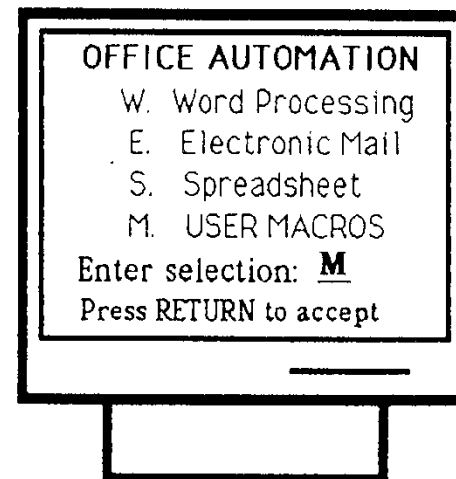 OFFICE AUTOMATION
W. Word Processing
E. Electronic Mail
S. Spreadsheet
M. USER MACROS
Enter selection: M
Press RETURN to accept